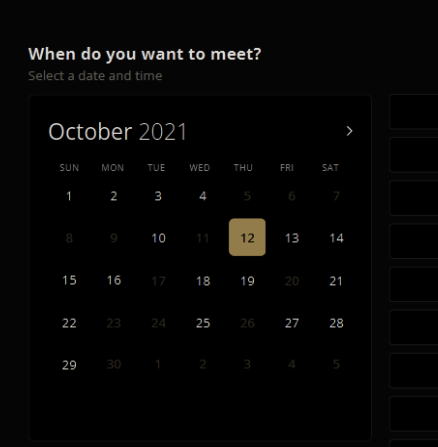 When do you want to meet?
Select a date and time
October 2021
SUN MON TUE WED THU FRI SAT
1 2 3 4 5 6 7
8 9 10 11 12 13 14
15 16 17 18 19 20 21
22 23 24 25 26 27 28
29 30 1 2 3 4 5